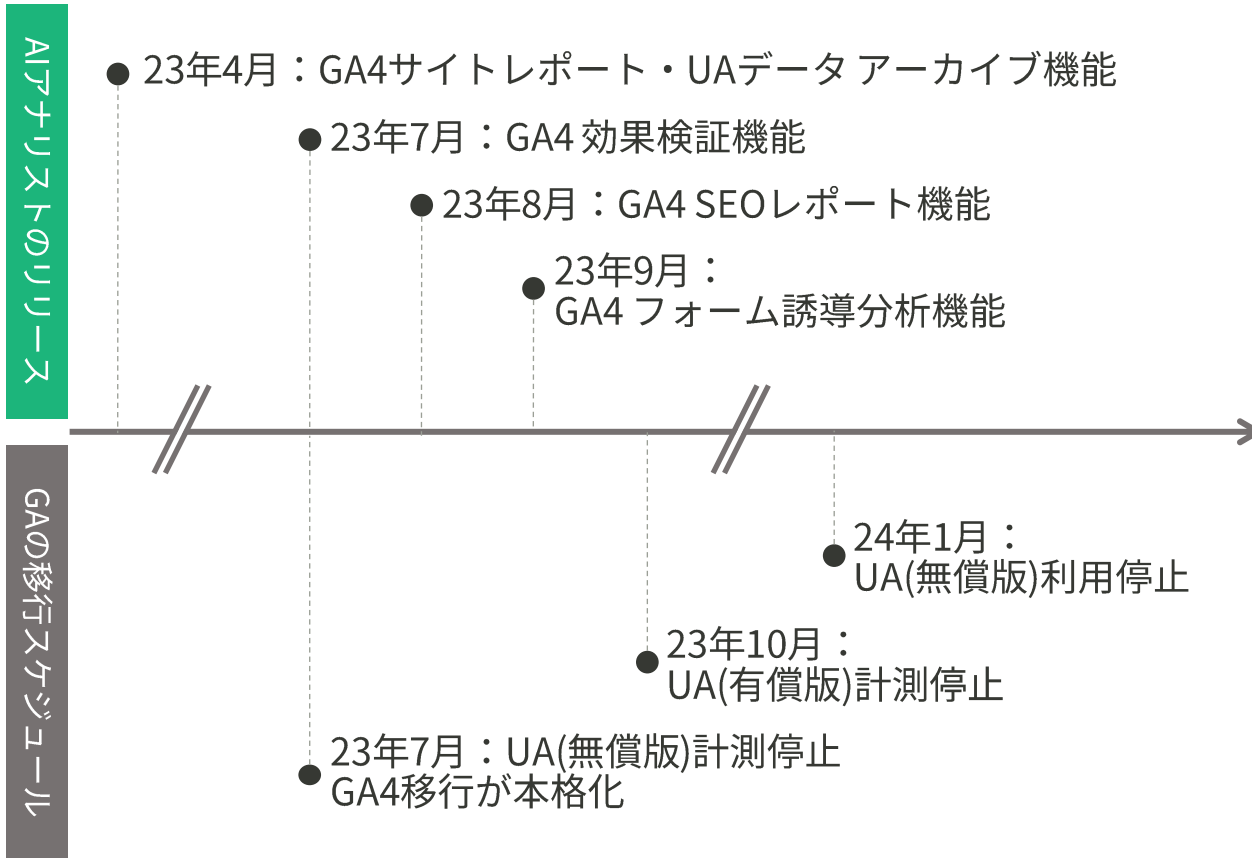 AIアナリストのリリース
23年4月：GA4サイトレポート・UAデータ アーカイブ機能
23年7月：GA4 効果検証機能
23年8月：GA4 SEOレポート機能
23年9月：
GA4 フォーム誘導分析機能
GAの移行スケジュール
24年1月：
UA(無償版)利用停止
23年10月：
UA(有償版)計測停止
23年7月：UA(無償版)計測停止
GA4移行が本格化